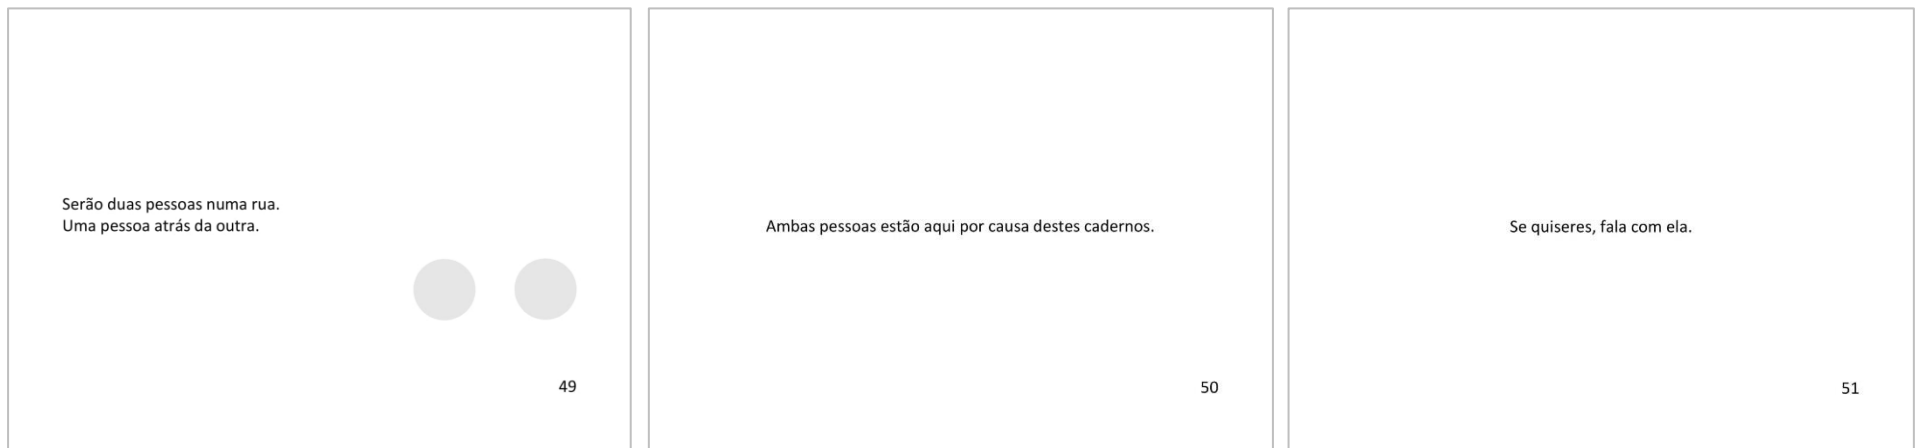 Serão duas pessoas numa rua.
Uma pessoa atrás da outra.
49
Ambas pessoas estão aqui por causa destes cadernos.
50
Se quiseres, fala com ela.
51